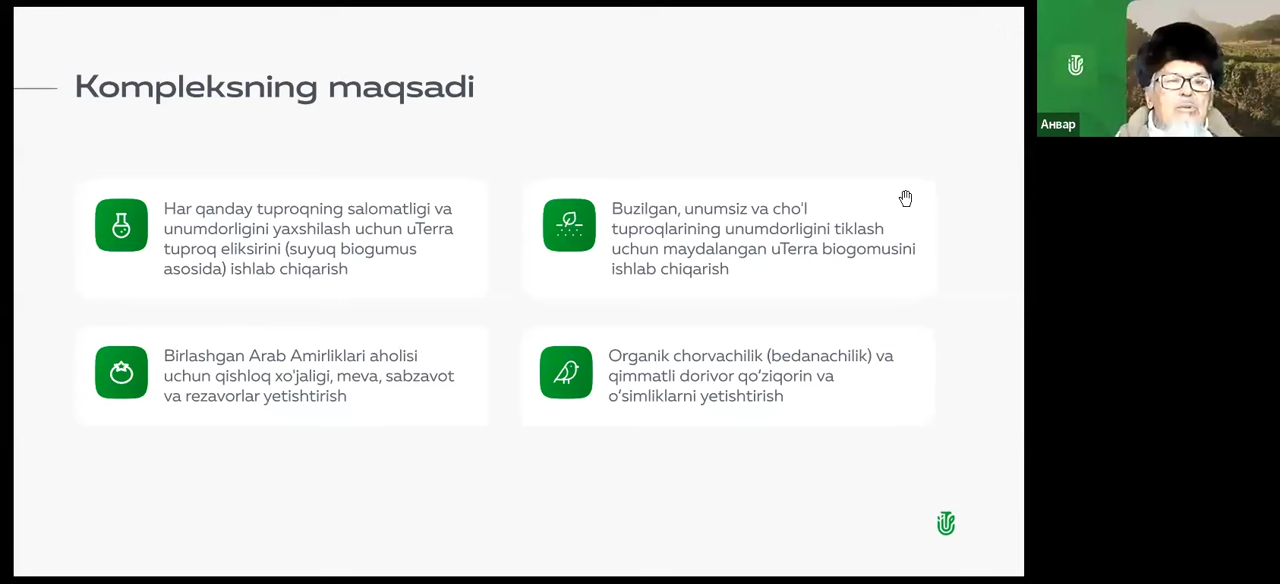 Kompleksning maqsadi
Har qanday tuproqning salomatligi va
unumdorligini yaxshilash uchun uTerra
tuproq eliksirini (suyuq biogumus
asosida) ishlab chiqarish
Buzilgan, unumsiz va cho'l
tuproqlarining unumdorligini tiklash
uchun maydalangan uTerra biogomusini
ishlab chiqarish
Birlashgan Arab Amirliklari aholisi
uchun qishloq xo'jaligi, meva, sabzavot
va rezavorlar yetishtirish
Organik chorvachilik (bedanachilik) va
qimmatli dorivor qo‘ziqorin va
o‘simliklarni yetishtirish
Анвар